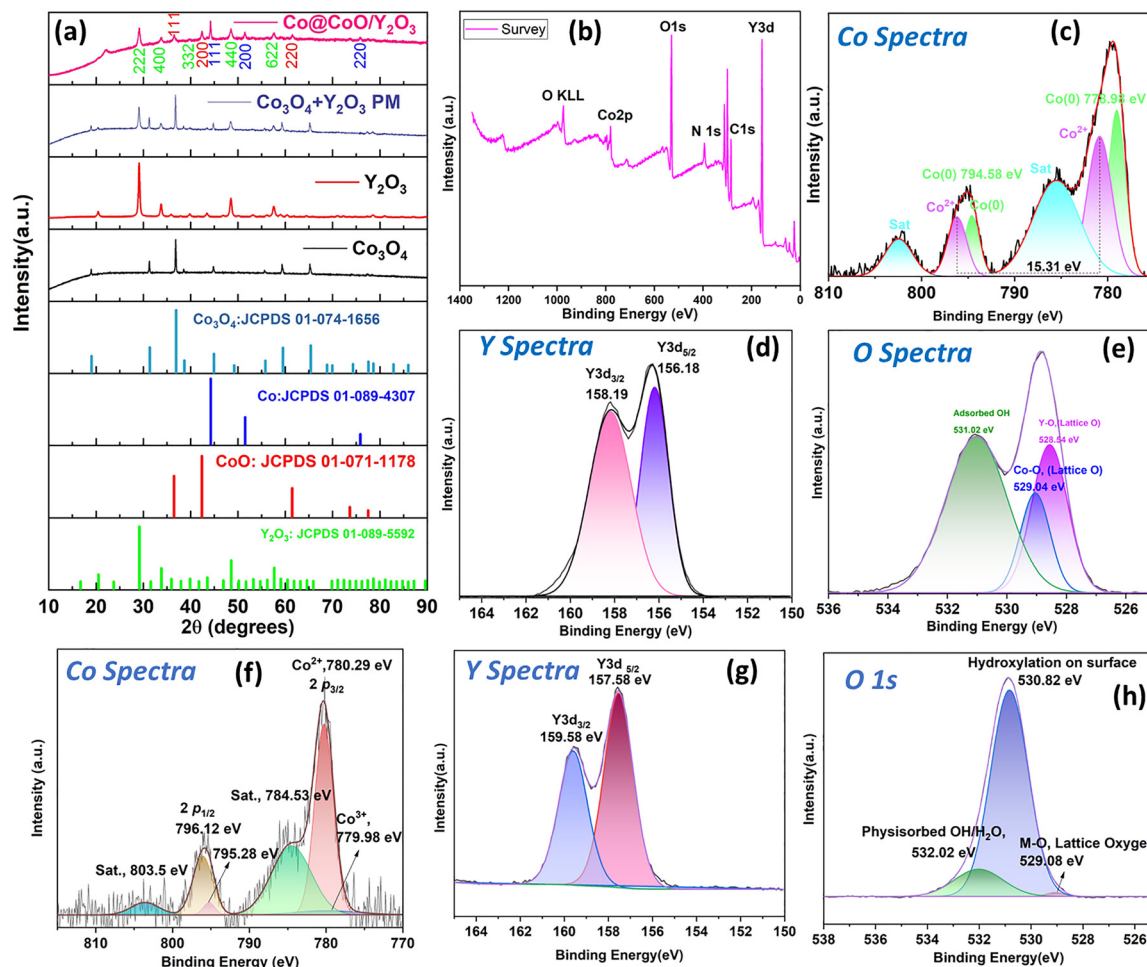 (a)
Co@CoO/Y₂O₃
222
400
111
332
200
111
440
200
622
220
220
Co₃O₄+Y₂O₃ PM
Y₂O₃
Co₃O₄
Co₃O₄:JCPDS 01-074-1656
Co:JCPDS 01-089-4307
CoO: JCPDS 01-071-1178
Y₂O₃: JCPDS 01-089-5592
Intensity(a.u.)
10 20 30 40 50 60 70 80 90
2θ (degrees)
Survey
(b)
O KLL
Co2p
O1s
N 1s
C1s
Y3d
Intensity (a.u.)
1400 1200 1000 800 600 400 200 0
Binding Energy (eV)
Co Spectra
(c)
Co(0) 778.98 eV
Co²⁺
Sat
Co(0) 794.58 eV
Co²⁺
Co(0)
Sat
15.31 eV
Intensity (a.u.)
810 800 790 780
Binding Energy (eV)
Y Spectra
(d)
Y3d₅/₂
156.18
Y3d₃/₂
158.19
Intensity (a.u.)
165 162 160 158 156 154 152 150
Binding Energy (eV)
O Spectra
(e)
Adsorbed OH
531.02 eV
Y-O,(Lattice O)
528.54 eV
Co-O, (Lattice O)
529.04 eV
Intensity (a.u.)
536 534 532 530 528 526
Binding Energy (eV)
Co Spectra
(f)
Co²⁺,780.29 eV
2 p₃/₂
Sat., 784.53 eV
2 p₁/₂
796.12 eV
795.28 eV
Co³⁺,
779.98 eV
Sat., 803.5 eV
Intensity(a.u.)
810 800 790 780 770
Binding Energy (eV)
Y Spectra
(g)
Y3d ₅/₂
157.58 eV
Y3d₃/₂
159.58 eV
Intensity(a.u.)
165 164 162 160 158 156 154 152 150
Binding Energy (eV)
O 1s
(h)
Hydroxylation on surface
530.82 eV
Physisorbed OH/H₂O,
532.02 eV
M-O, Lattice Oxyge
529.08 eV
Intensity(a.u.)
538 536 534 532 530 528 526
Binding Energy(eV)